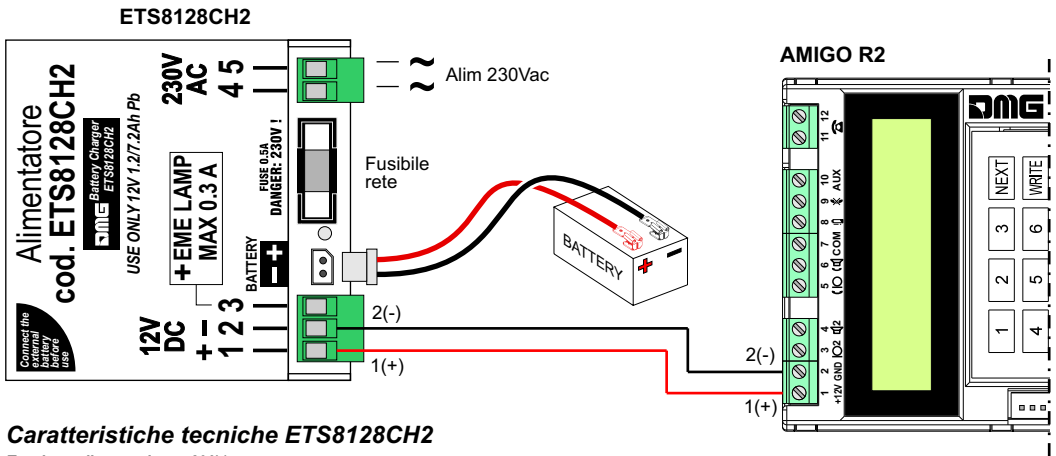 ETS8128CH2
AMIGO R2
Alimentatore
cod. ETS8128CH2
DMG Battery Charger
ETS8128CH2
USE ONLY 12V 1.2/7.2Ah Pb
230V
AC
4 5
Alim 230Vac
FUSE 0.5A
DANGER: 230V !
Fusibile
rete
+EME LAMP
MAX 0.3 A
BATTERY
- +
BATTERY
+ -
12V
DC
+ -
1 2 3
Connect the
external
battery
before
use
2(-)
1(+)
2(-)
1(+)
DMG
12
11
10 AUX
9
8
7 COM
6
5
4 2
3 2
2 GND
1 +12V
NEXT
WRITE
3
6
2
5
1
4
Caratteristiche tecniche ETS8128CH2